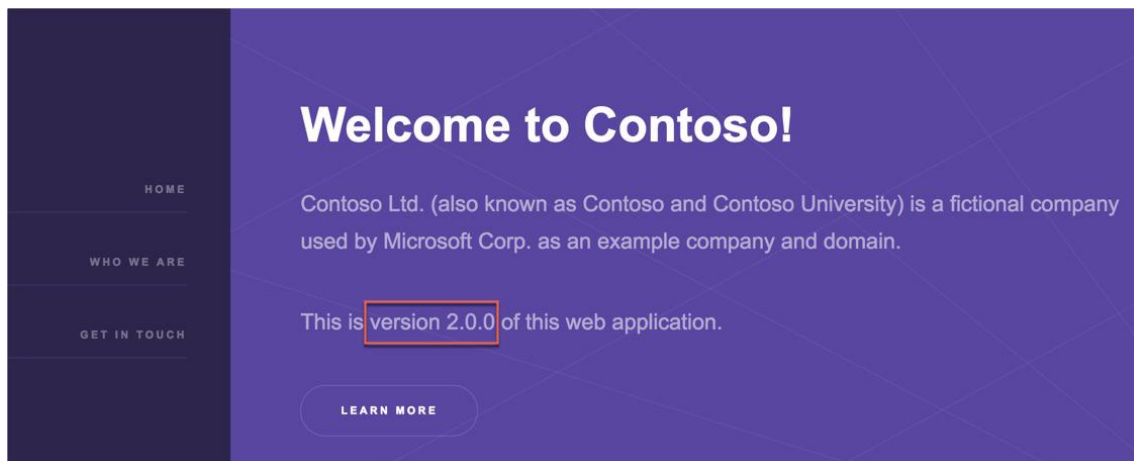 HOME
WHO WE ARE
GET IN TOUCH
Welcome to Contoso!
Contoso Ltd. (also known as Contoso and Contoso University) is a fictional company
used by Microsoft Corp. as an example company and domain.
This is version 2.0.0 of this web application.
LEARN MORE